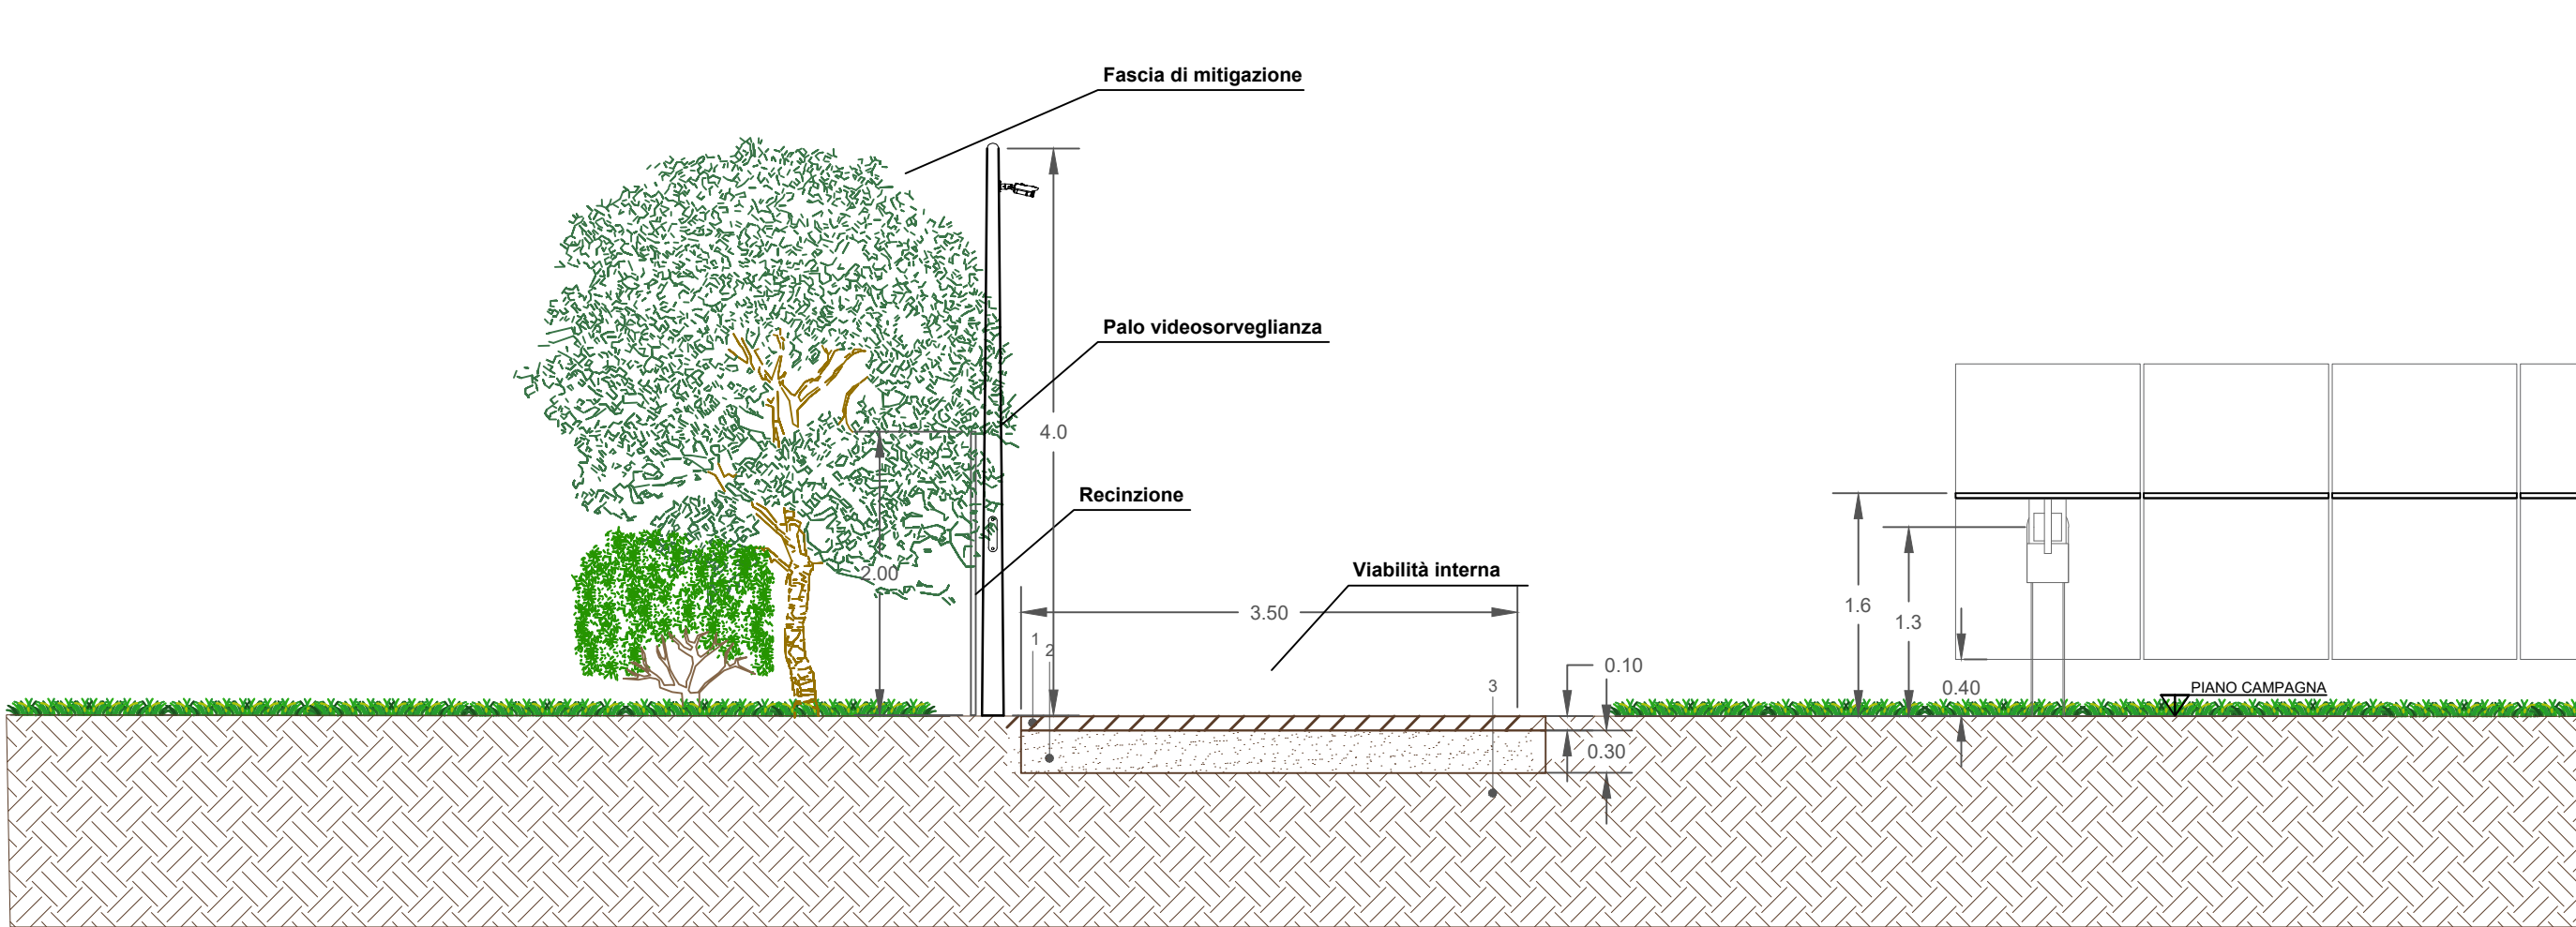 Fascia di mitigazione
Palo videosorveglianza
4.0
Recinzione
2.00
Viabilità interna
3.50
1
2
3
0.10
0.30
1.6
1.3
0.40
PIANO CAMPAGNA